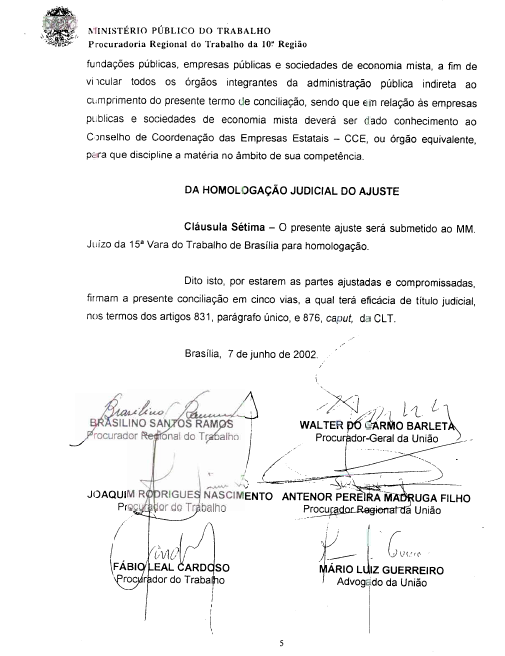 MINISTÉRIO PÚBLICO DO TRABALHO
Procuradoria Regional do Trabalho da 10ª Região
fundações públicas, empresas públicas e sociedades de economia mista, a fim de
vincular todos os órgãos integrantes da administração pública indireta ao
cumprimento do presente termo de conciliação, sendo que em relação às empresas
públicas e sociedades de economia mista deverá ser dado conhecimento ao
Conselho de Coordenação das Empresas Estatais – CCE, ou órgão equivalente,
para que discipline a matéria no âmbito de sua competência.
DA HOMOLOGAÇÃO JUDICIAL DO AJUSTE
Cláusula Sétima – O presente ajuste será submetido ao MM.
Juízo da 15ª Vara do Trabalho de Brasília para homologação.
Dito isto, por estarem as partes ajustadas e compromissadas,
firmam a presente conciliação em cinco vias, a qual terá eficácia de título judicial,
nos termos dos artigos 831, parágrafo único, e 876, caput, da CLT.
Brasília, 7 de junho de 2002.
Brasilino
BRASILINO SANTOS RAMOS
Procurador Regional do Trabalho
WALTER DO CARMO BARLETA
Procurador-Geral da União
JOAQUIM RODRIGUES NASCIMENTO
Procurador do Trabalho
ANTENOR PEREIRA MADRUGA FILHO
Procurador Regional da União
FÁBIO LEAL CARDOSO
Procurador do Trabalho
MÁRIO LUIZ GUERREIRO
Advogado da União
5